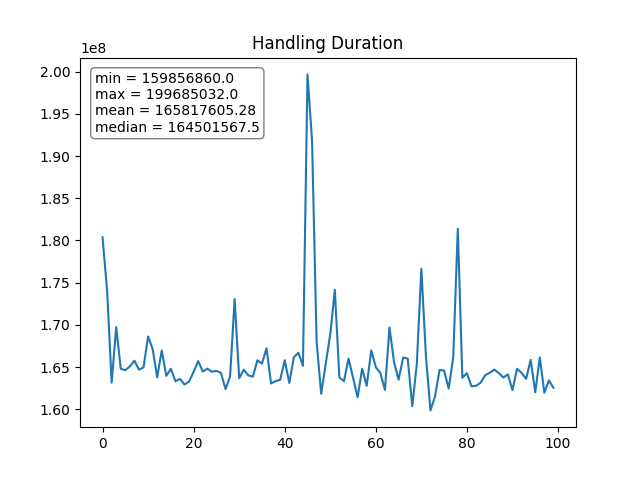 Handling Duration
1e8
min = 159856860.0
max = 199685032.0
mean = 165817605.28
median = 164501567.5
2.00
1.95
1.90
1.85
1.80
1.75
1.70
1.65
1.60
0 20 40 60 80 100